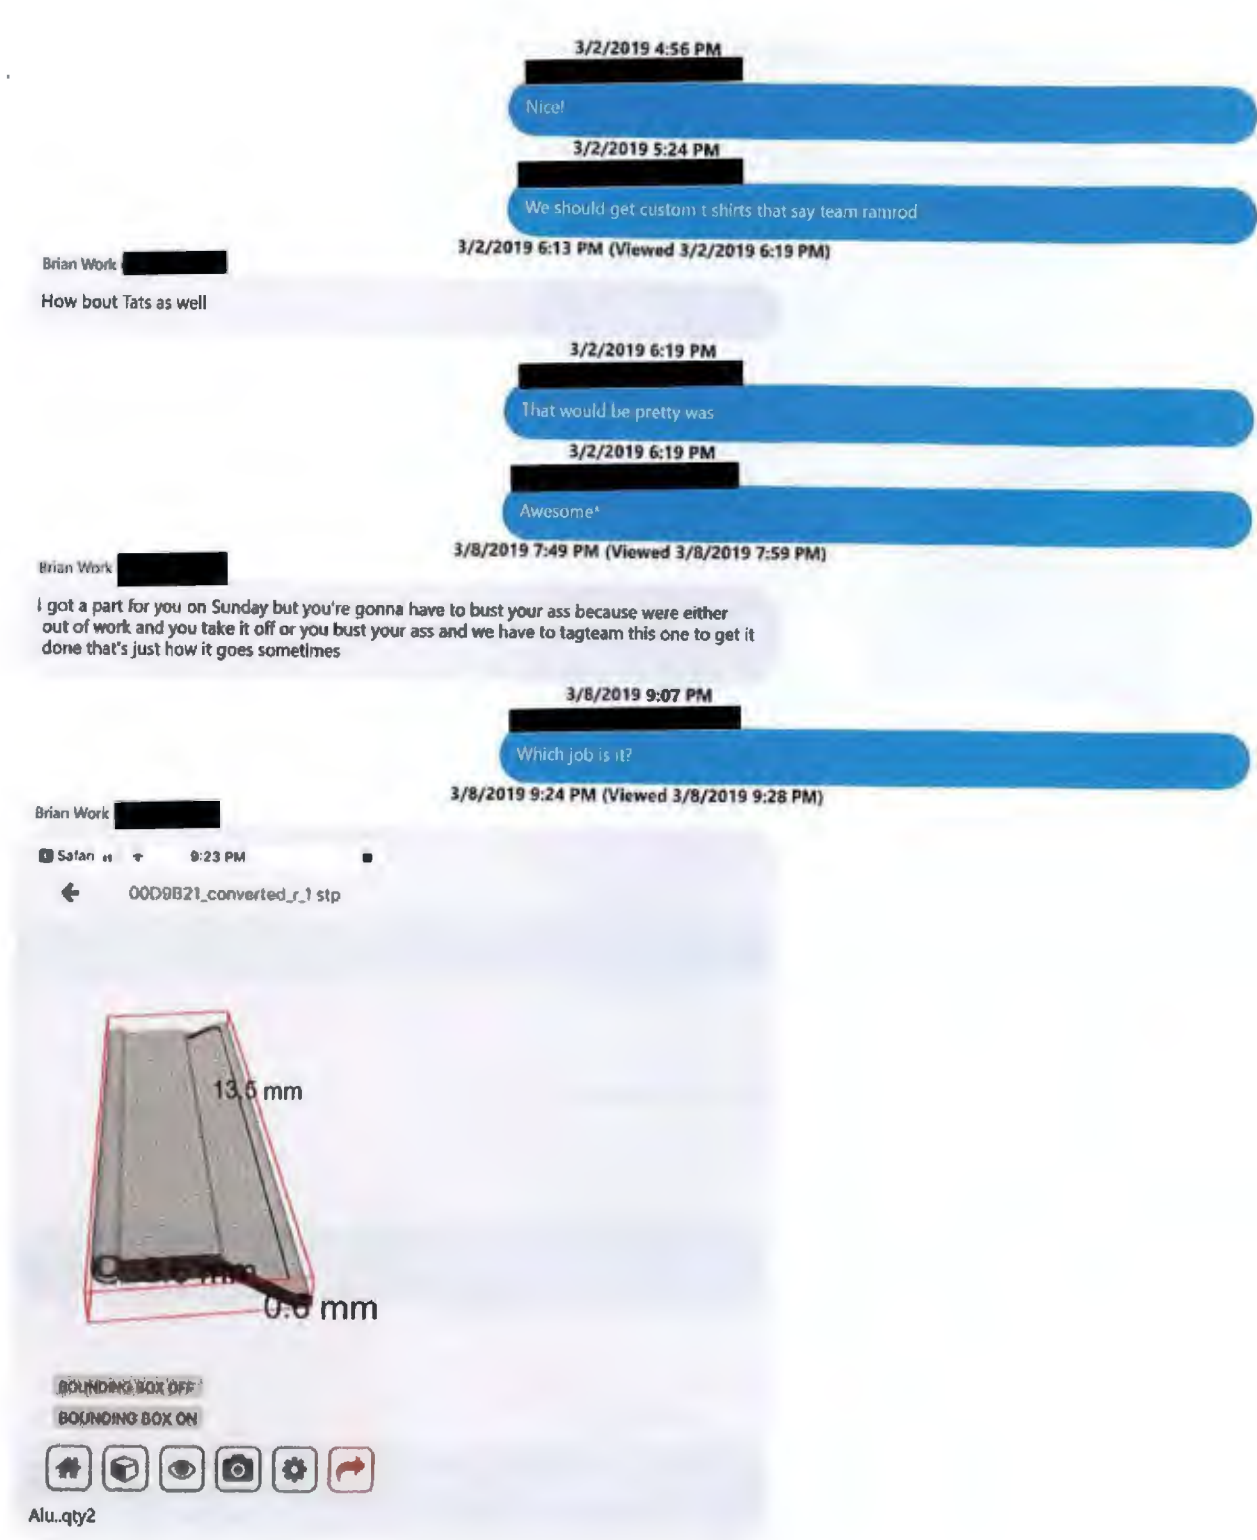 3/2/2019 4:56 PM
Nice!
3/2/2019 5:24 PM
We should get custom t shirts that say team ramrod
3/2/2019 6:13 PM (Viewed 3/2/2019 6:19 PM)
Brian Work
How bout Tats as well
3/2/2019 6:19 PM
That would be pretty was
3/2/2019 6:19 PM
Awesome*
3/8/2019 7:49 PM (Viewed 3/8/2019 7:59 PM)
Brian Work
I got a part for you on Sunday but you're gonna have to bust your ass because were either
out of work and you take it off or you bust your ass and we have to tagteam this one to get it
done that's just how it goes sometimes
3/8/2019 9:07 PM
Which job is it?
3/8/2019 9:24 PM (Viewed 3/8/2019 9:28 PM)
Brian Work
Safari 9:23 PM
00D9B21_converted_r_1 stp
13.5 mm
mm
0.6 mm
BOUNDING BOX OFF
BOUNDING BOX ON
Alu..qty2